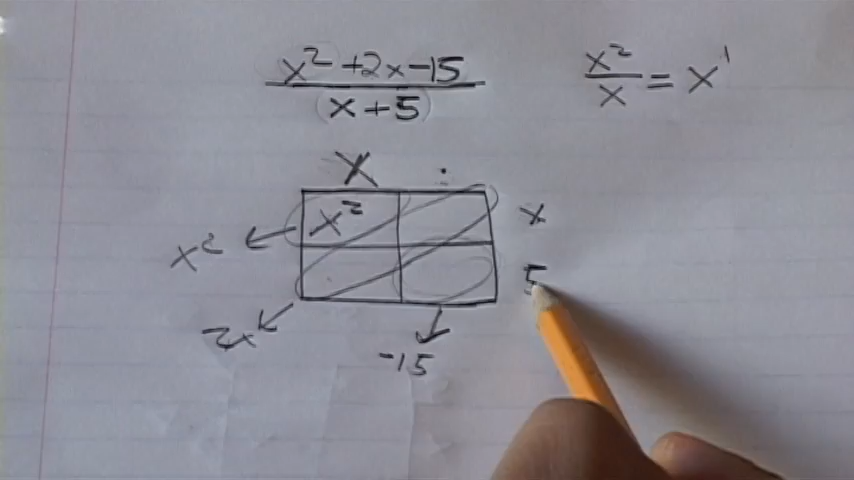 x² + 2x - 15
x + 5
x²
x
= x¹
x
x²
x
x²
5
2x
-15